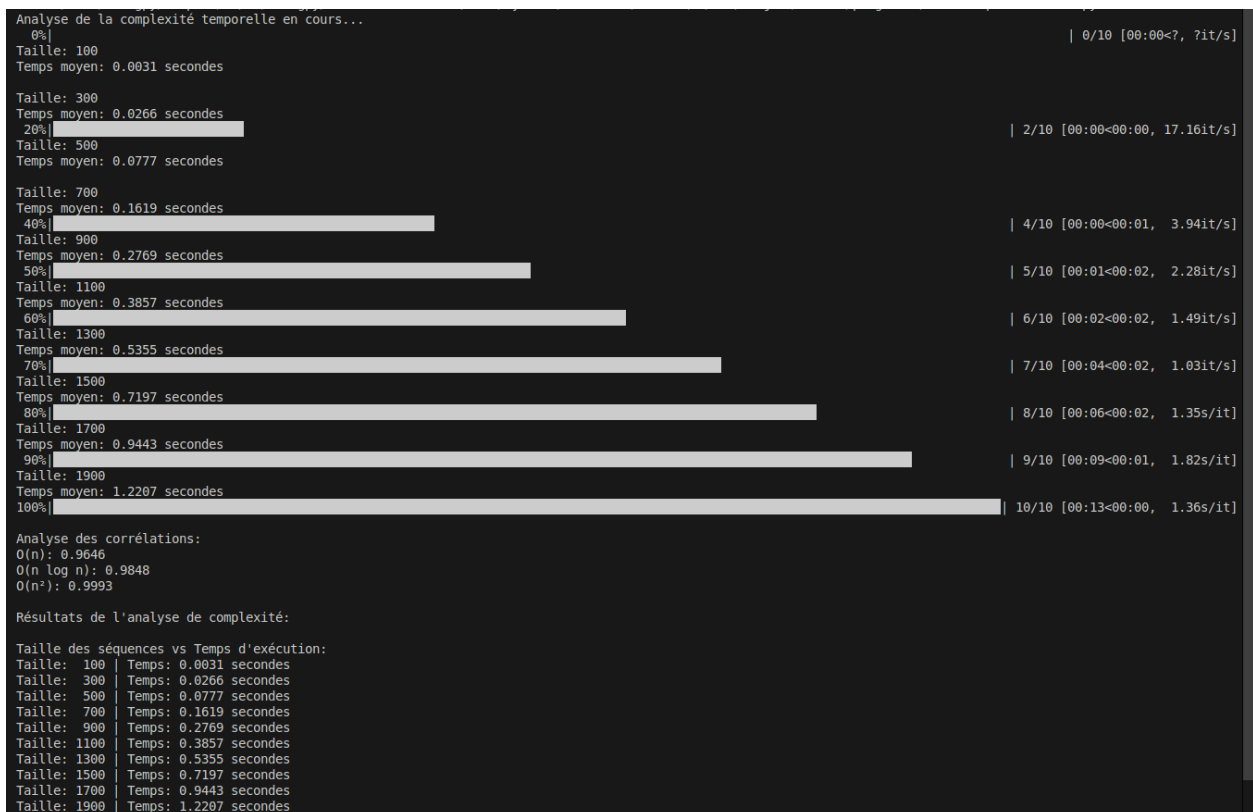 Analyse de la complexité temporelle en cours...
0%| | 0/10 [00:00<?, ?it/s]
Taille: 100
Temps moyen: 0.0031 secondes
Taille: 300
Temps moyen: 0.0266 secondes
20%| | 2/10 [00:00<00:00, 17.16it/s]
Taille: 500
Temps moyen: 0.0777 secondes
Taille: 700
Temps moyen: 0.1619 secondes
40%| | 4/10 [00:00<00:01, 3.94it/s]
Taille: 900
Temps moyen: 0.2769 secondes
50%| | 5/10 [00:01<00:02, 2.28it/s]
Taille: 1100
Temps moyen: 0.3857 secondes
60%| | 6/10 [00:02<00:02, 1.49it/s]
Taille: 1300
Temps moyen: 0.5355 secondes
70%| | 7/10 [00:04<00:02, 1.03it/s]
Taille: 1500
Temps moyen: 0.7197 secondes
80%| | 8/10 [00:06<00:02, 1.35s/it]
Taille: 1700
Temps moyen: 0.9443 secondes
90%| | 9/10 [00:09<00:01, 1.82s/it]
Taille: 1900
Temps moyen: 1.2207 secondes
100%| | 10/10 [00:13<00:00, 1.36s/it]
Analyse des corrélations:
O(n): 0.9646
O(n log n): 0.9848
O(n²): 0.9993
Résultats de l'analyse de complexité:
Taille des séquences vs Temps d'exécution:
Taille: 100 | Temps: 0.0031 secondes
Taille: 300 | Temps: 0.0266 secondes
Taille: 500 | Temps: 0.0777 secondes
Taille: 700 | Temps: 0.1619 secondes
Taille: 900 | Temps: 0.2769 secondes
Taille: 1100 | Temps: 0.3857 secondes
Taille: 1300 | Temps: 0.5355 secondes
Taille: 1500 | Temps: 0.7197 secondes
Taille: 1700 | Temps: 0.9443 secondes
Taille: 1900 | Temps: 1.2207 secondes